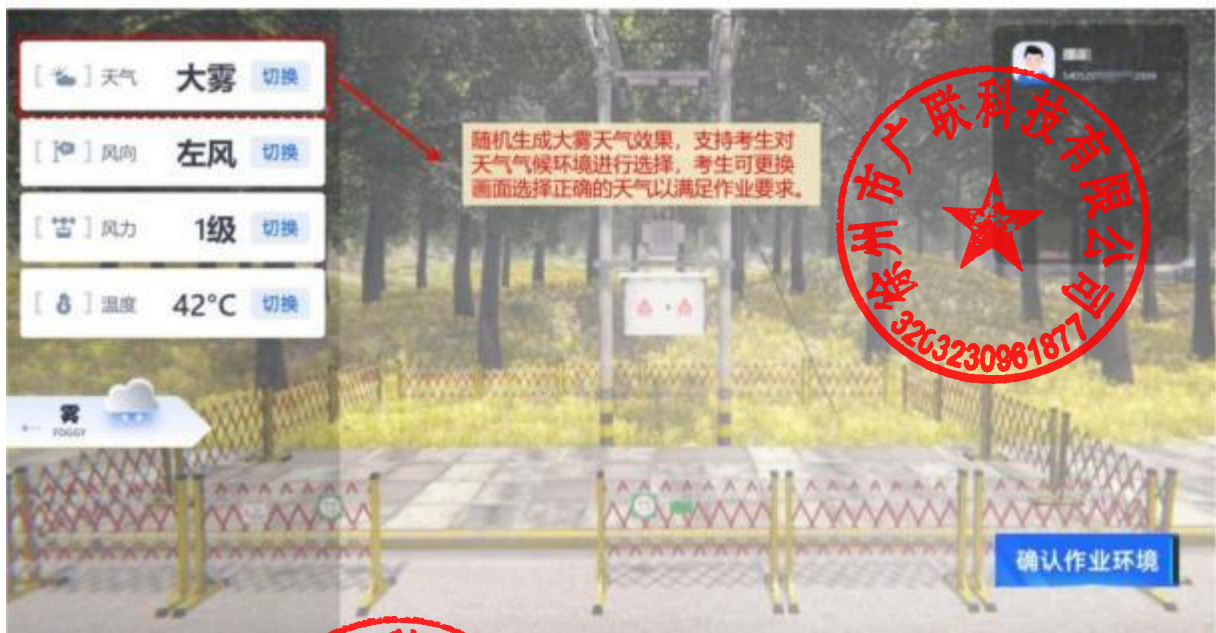 天气 大雾 切换
风向 左风 切换
风力 1级 切换
温度 42°C 切换
随机生成大雾天气效果，支持考生对
天气气候环境进行选择，考生可更换
画面选择正确的天气以满足作业要求。
徐州市广联科技有限公司
3203230961877
雾
FOGGY
确认作业环境